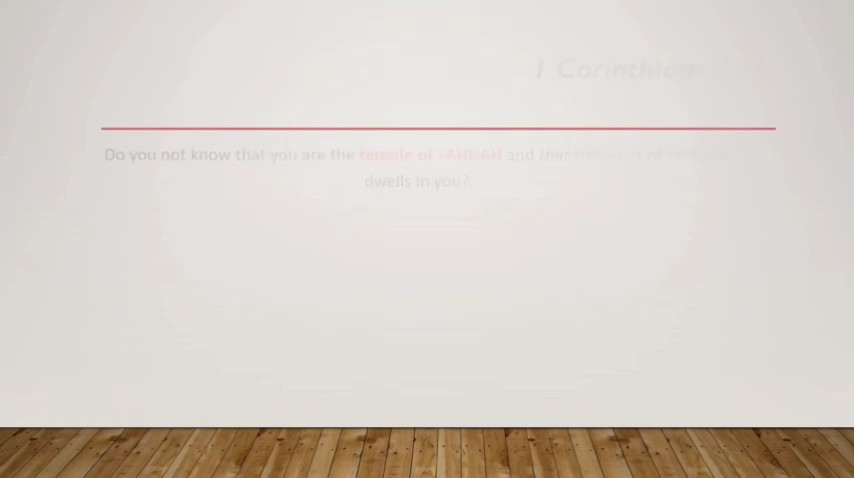 1 Corinthians
Do you not know that you are the temple of YAHUAH and that
dwells in you?